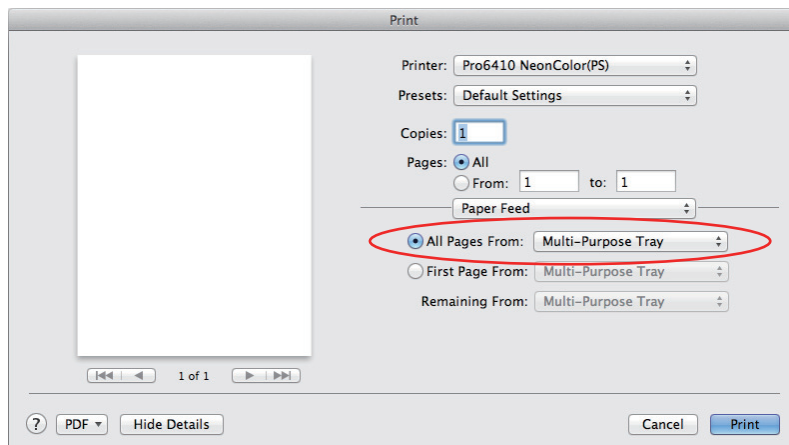 Print
Printer: Pro6410 NeonColor(PS)
Presets: Default Settings
Copies: 1
Pages: All
From: 1 to: 1
Paper Feed
All Pages From: Multi-Purpose Tray
First Page From: Multi-Purpose Tray
Remaining From: Multi-Purpose Tray
1 of 1
? PDF Hide Details Cancel Print